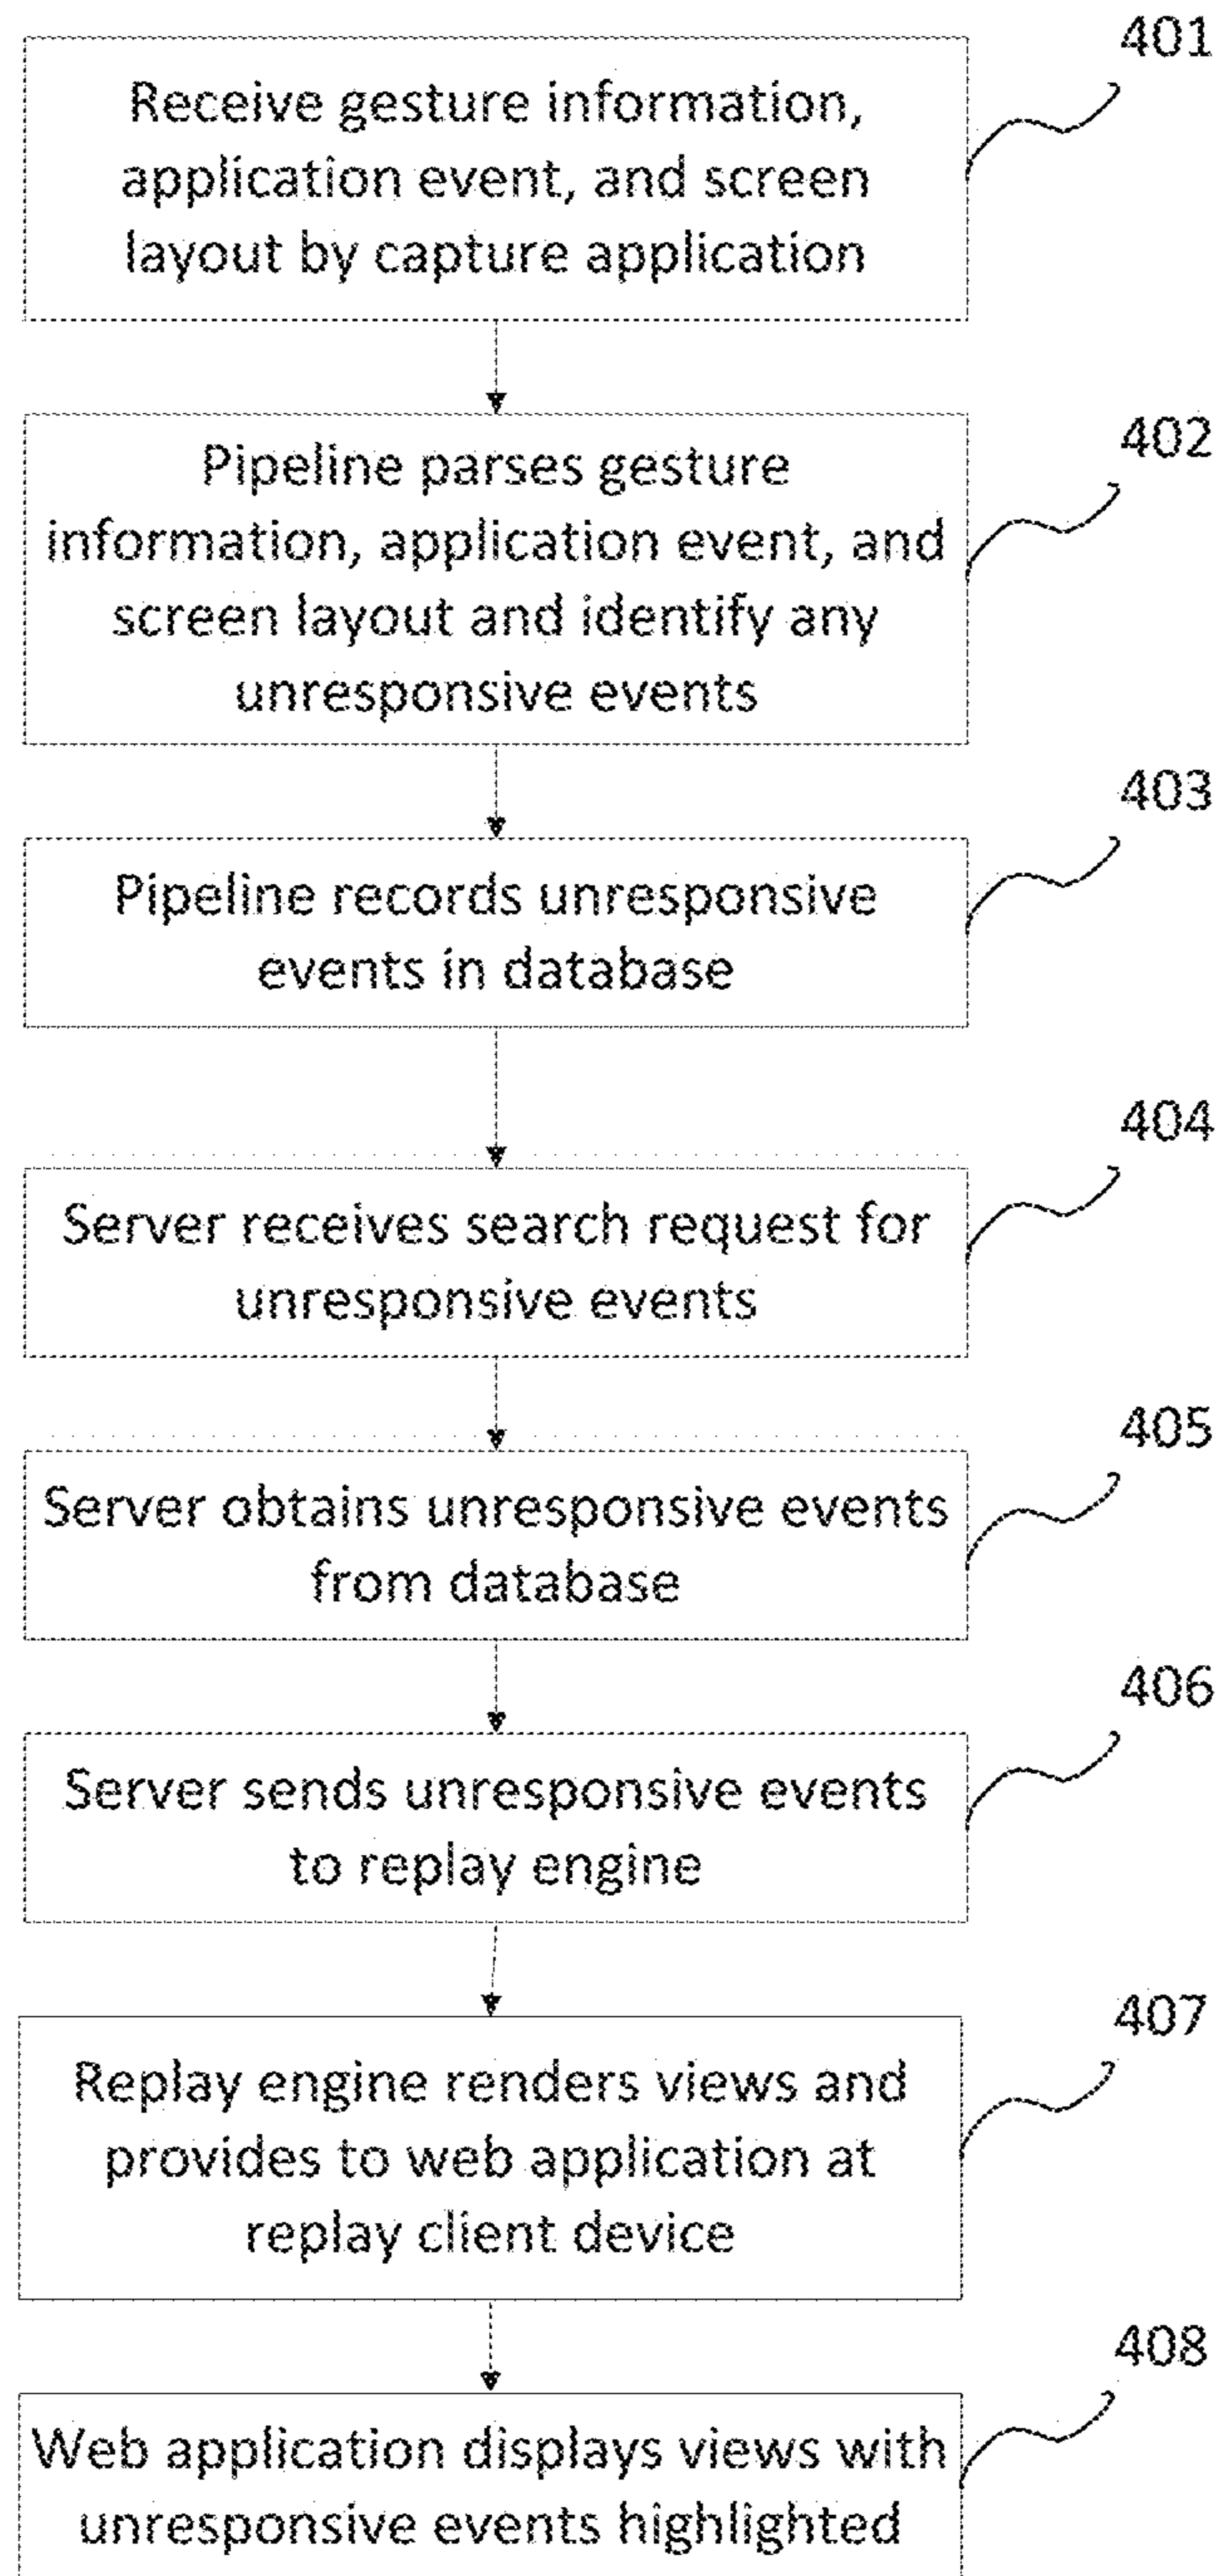 401
Receive gesture information,
application event, and screen
layout by capture application
402
Pipeline parses gesture
information, application event, and
screen layout and identify any
unresponsive events
403
Pipeline records unresponsive
events in database
404
Server receives search request for
unresponsive events
405
Server obtains unresponsive events
from database
406
Server sends unresponsive events
to replay engine
407
Replay engine renders views and
provides to web application at
replay client device
408
Web application displays views with
unresponsive events highlighted